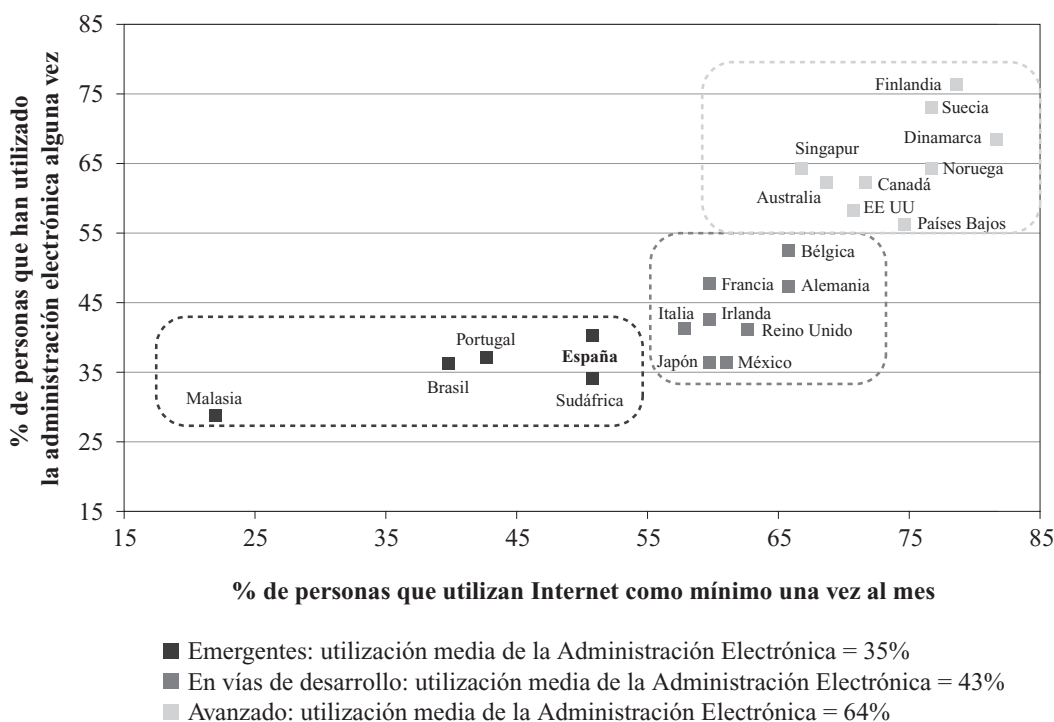 % de personas que han utilizado
la administración electrónica alguna vez
85
75
65
55
45
35
25
15
Finlandia
Suecia
Dinamarca
Singapur
Noruega
Australia
Canadá
EE UU
Países Bajos
Bélgica
Francia
Alemania
Italia
Irlanda
Reino Unido
Portugal
España
Japón
México
Brasil
Sudáfrica
Malasia
15
25
35
45
55
65
75
85
% de personas que utilizan Internet como mínimo una vez al mes
Emergentes: utilización media de la Administración Electrónica = 35%
En vías de desarrollo: utilización media de la Administración Electrónica = 43%
Avanzado: utilización media de la Administración Electrónica = 64%